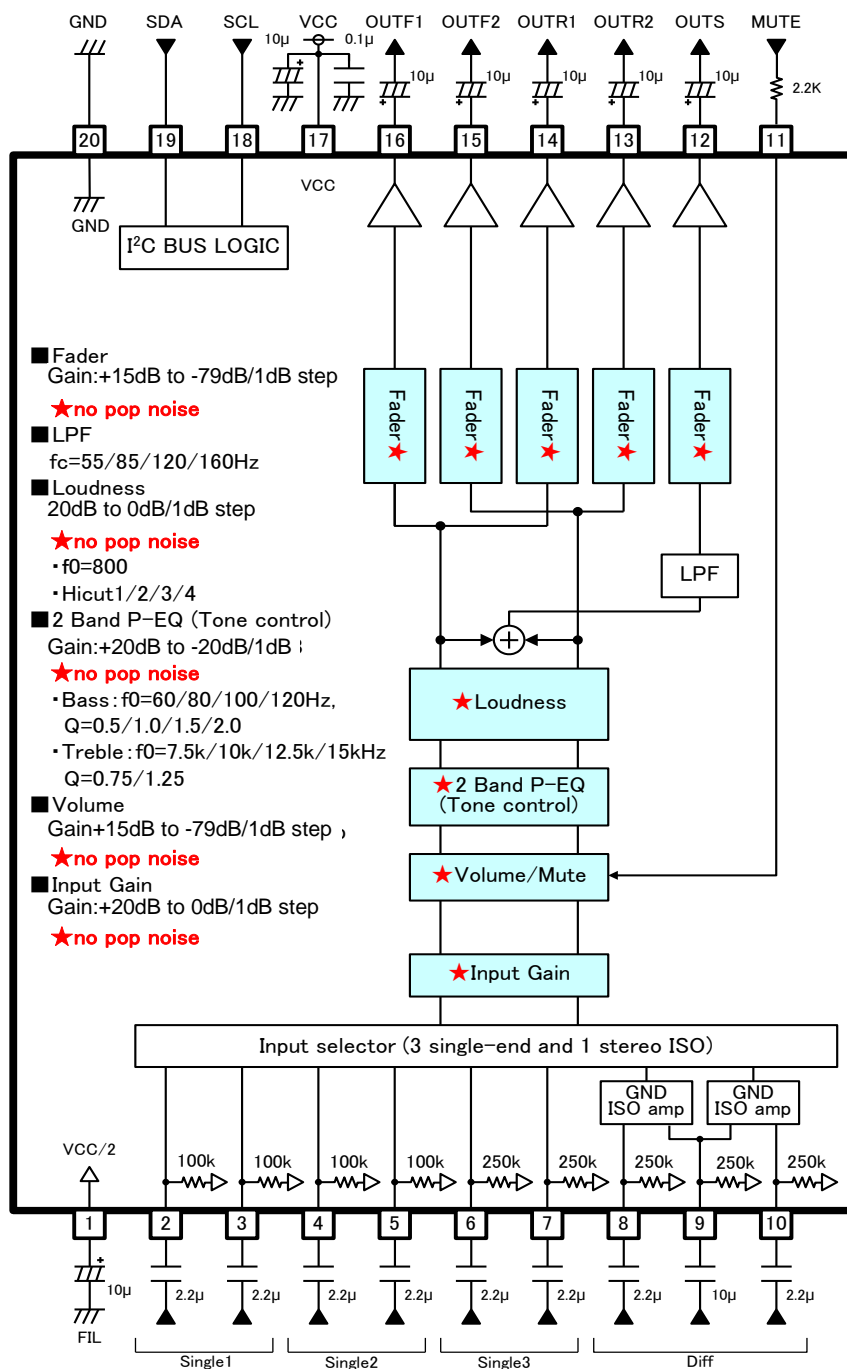 GND SDA SCL VCC OUTF1 OUTF2 OUTR1 OUTR2 OUTS MUTE
10μ 0.1μ 10μ 10μ 10μ 10μ 10μ 2.2K
+ + + + + +
20 19 18 17 16 15 14 13 12 11
VCC
GND
I²C BUS LOGIC
■Fader
Gain:+15dB to -79dB/1dB step
★no pop noise
■LPF
fc=55/85/120/160Hz
■Loudness
20dB to 0dB/1dB step
★no pop noise
・f0=800
・Hicut1/2/3/4
■2 Band P-EQ (Tone control)
Gain:+20dB to -20dB/1dB
★no pop noise
・Bass:f0=60/80/100/120Hz,
Q=0.5/1.0/1.5/2.0
・Treble:f0=7.5k/10k/12.5k/15kHz
Q=0.75/1.25
■Volume
Gain+15dB to -79dB/1dB step
★no pop noise
■Input Gain
Gain:+20dB to 0dB/1dB step
★no pop noise
Fader★ Fader★ Fader★ Fader★ Fader★
LPF
+
★Loudness
★2 Band P-EQ
(Tone control)
★Volume/Mute
★Input Gain
Input selector (3 single-end and 1 stereo ISO)
GND
ISO amp
GND
ISO amp
VCC/2
100k 100k 100k 100k 250k 250k 250k 250k 250k
1 2 3 4 5 6 7 8 9 10
+
10μ 2.2μ 2.2μ 2.2μ 2.2μ 2.2μ 2.2μ 2.2μ 10μ 2.2μ
FIL
Single1 Single2 Single3 Diff